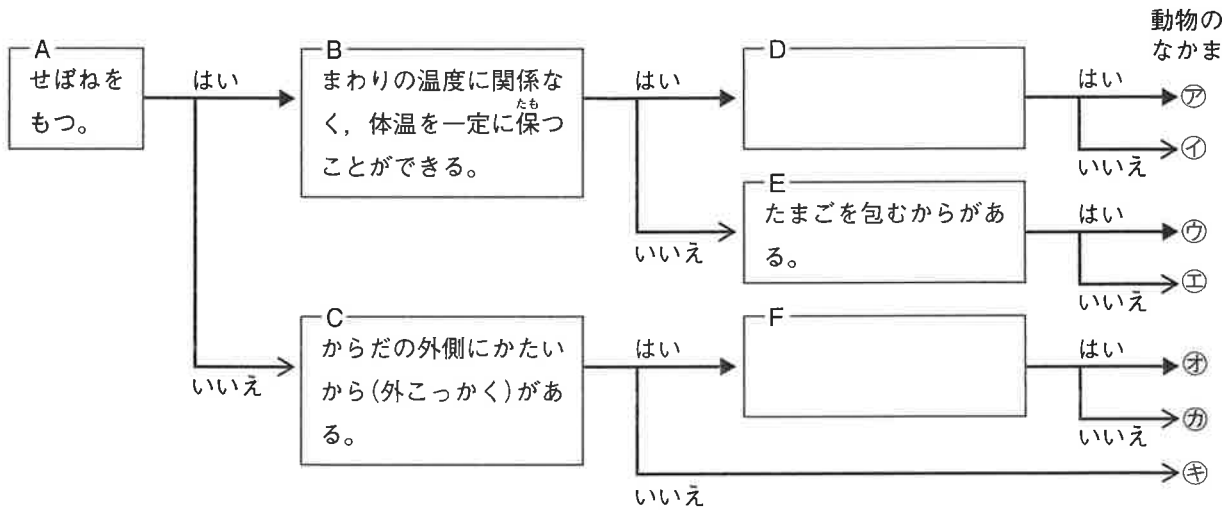 動物の
なかま
A
せぼねを
もつ。
はい
いいえ
B
まわりの温度に関係な
く，体温を一定に保つ
たも
ことができる。
はい
いいえ
C
からだの外側にかたい
から(外こっかく)があ
る。
はい
いいえ
D
はい
㋐
いいえ
㋑
E
たまごを包むからがあ
る。
はい
㋒
いいえ
㋓
F
はい
㋔
いいえ
㋕
㋖